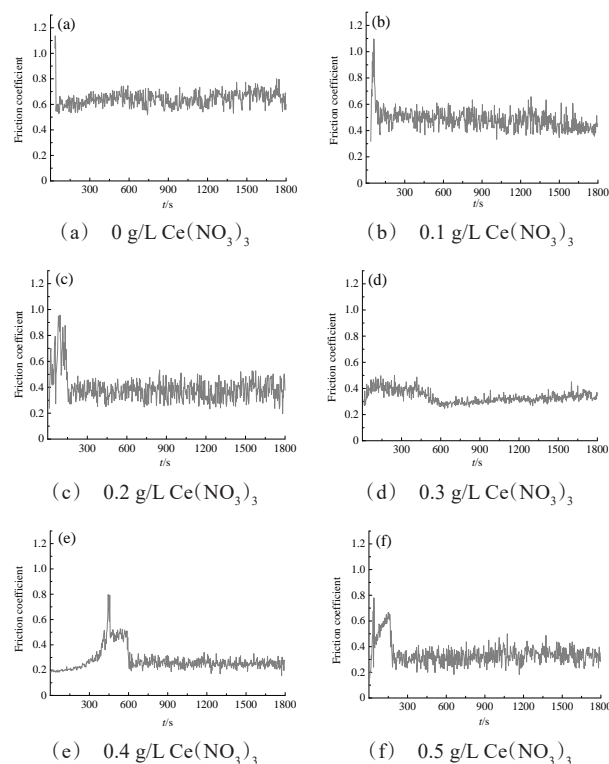 (a)
Friction coefficient
1.2
1.0
0.8
0.6
0.4
0.2
0
300 600 900 1200 1500 1800
t/s
(a) 0 g/L Ce(NO3)3
(b)
Friction coefficient
1.2
1.0
0.8
0.6
0.4
0.2
0
300 600 900 1200 1500 1800
t/s
(b) 0.1 g/L Ce(NO3)3
(c)
Friction coefficient
1.2
1.0
0.8
0.6
0.4
0.2
0
300 600 900 1200 1500 1800
t/s
(c) 0.2 g/L Ce(NO3)3
(d)
Friction coefficient
1.2
1.0
0.8
0.6
0.4
0.2
0
300 600 900 1200 1500 1800
t/s
(d) 0.3 g/L Ce(NO3)3
(e)
Friction coefficient
1.2
1.0
0.8
0.6
0.4
0.2
0
300 600 900 1200 1500 1800
t/s
(e) 0.4 g/L Ce(NO3)3
(f)
Friction coefficient
1.2
1.0
0.8
0.6
0.4
0.2
0
300 600 900 1200 1500 1800
t/s
(f) 0.5 g/L Ce(NO3)3